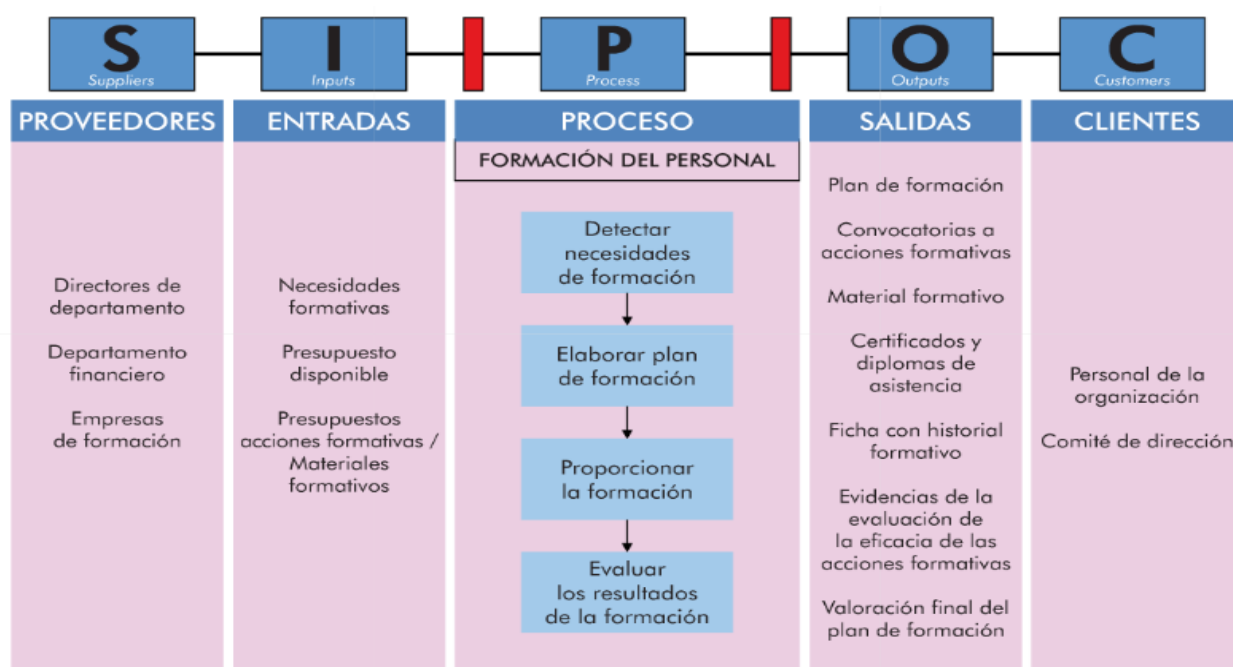 S
Suppliers
I
Inputs
P
Process
O
Outputs
C
Customers
PROVEEDORES
Directores de
departamento
Departamento
financiero
Empresas
de formación
ENTRADAS
Necesidades
formativas
Presupuesto
disponible
Presupuestos
acciones formativas /
Materiales
formativos
PROCESO
FORMACIÓN DEL PERSONAL
Detectar
necesidades
de formación
Elaborar plan
de formación
Proporcionar
la formación
Evaluar
los resultados
de la formación
SALIDAS
Plan de formación
Convocatorias a
acciones formativas
Material formativo
Certificados y
diplomas de
asistencia
Ficha con historial
formativo
Evidencias de la
evaluación de
la eficacia de las
acciones formativas
Valoración final del
plan de formación
CLIENTES
Personal de la
organización
Comité de dirección